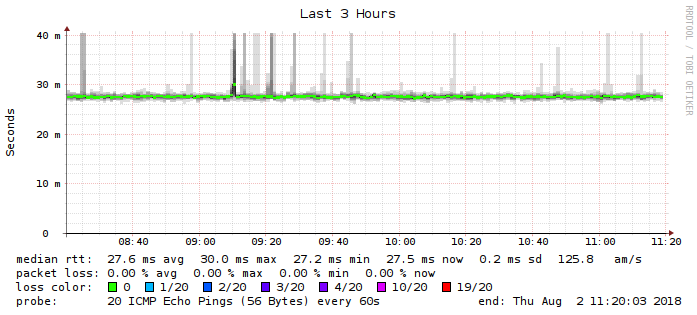 Last 3 Hours
RRDTOOL / TOBI OETIKER
Seconds
40 m
30 m
20 m
10 m
0
08:40 09:00 09:20 09:40 10:00 10:20 10:40 11:00 11:20
median rtt: 27.6 ms avg 30.0 ms max 27.2 ms min 27.5 ms now 0.2 ms sd 125.8 am/s
packet loss: 0.00 % avg 0.00 % max 0.00 % min 0.00 % now
loss color: 0 1/20 2/20 3/20 4/20 10/20 19/20
probe: 20 ICMP Echo Pings (56 Bytes) every 60s end: Thu Aug 2 11:20:03 2018